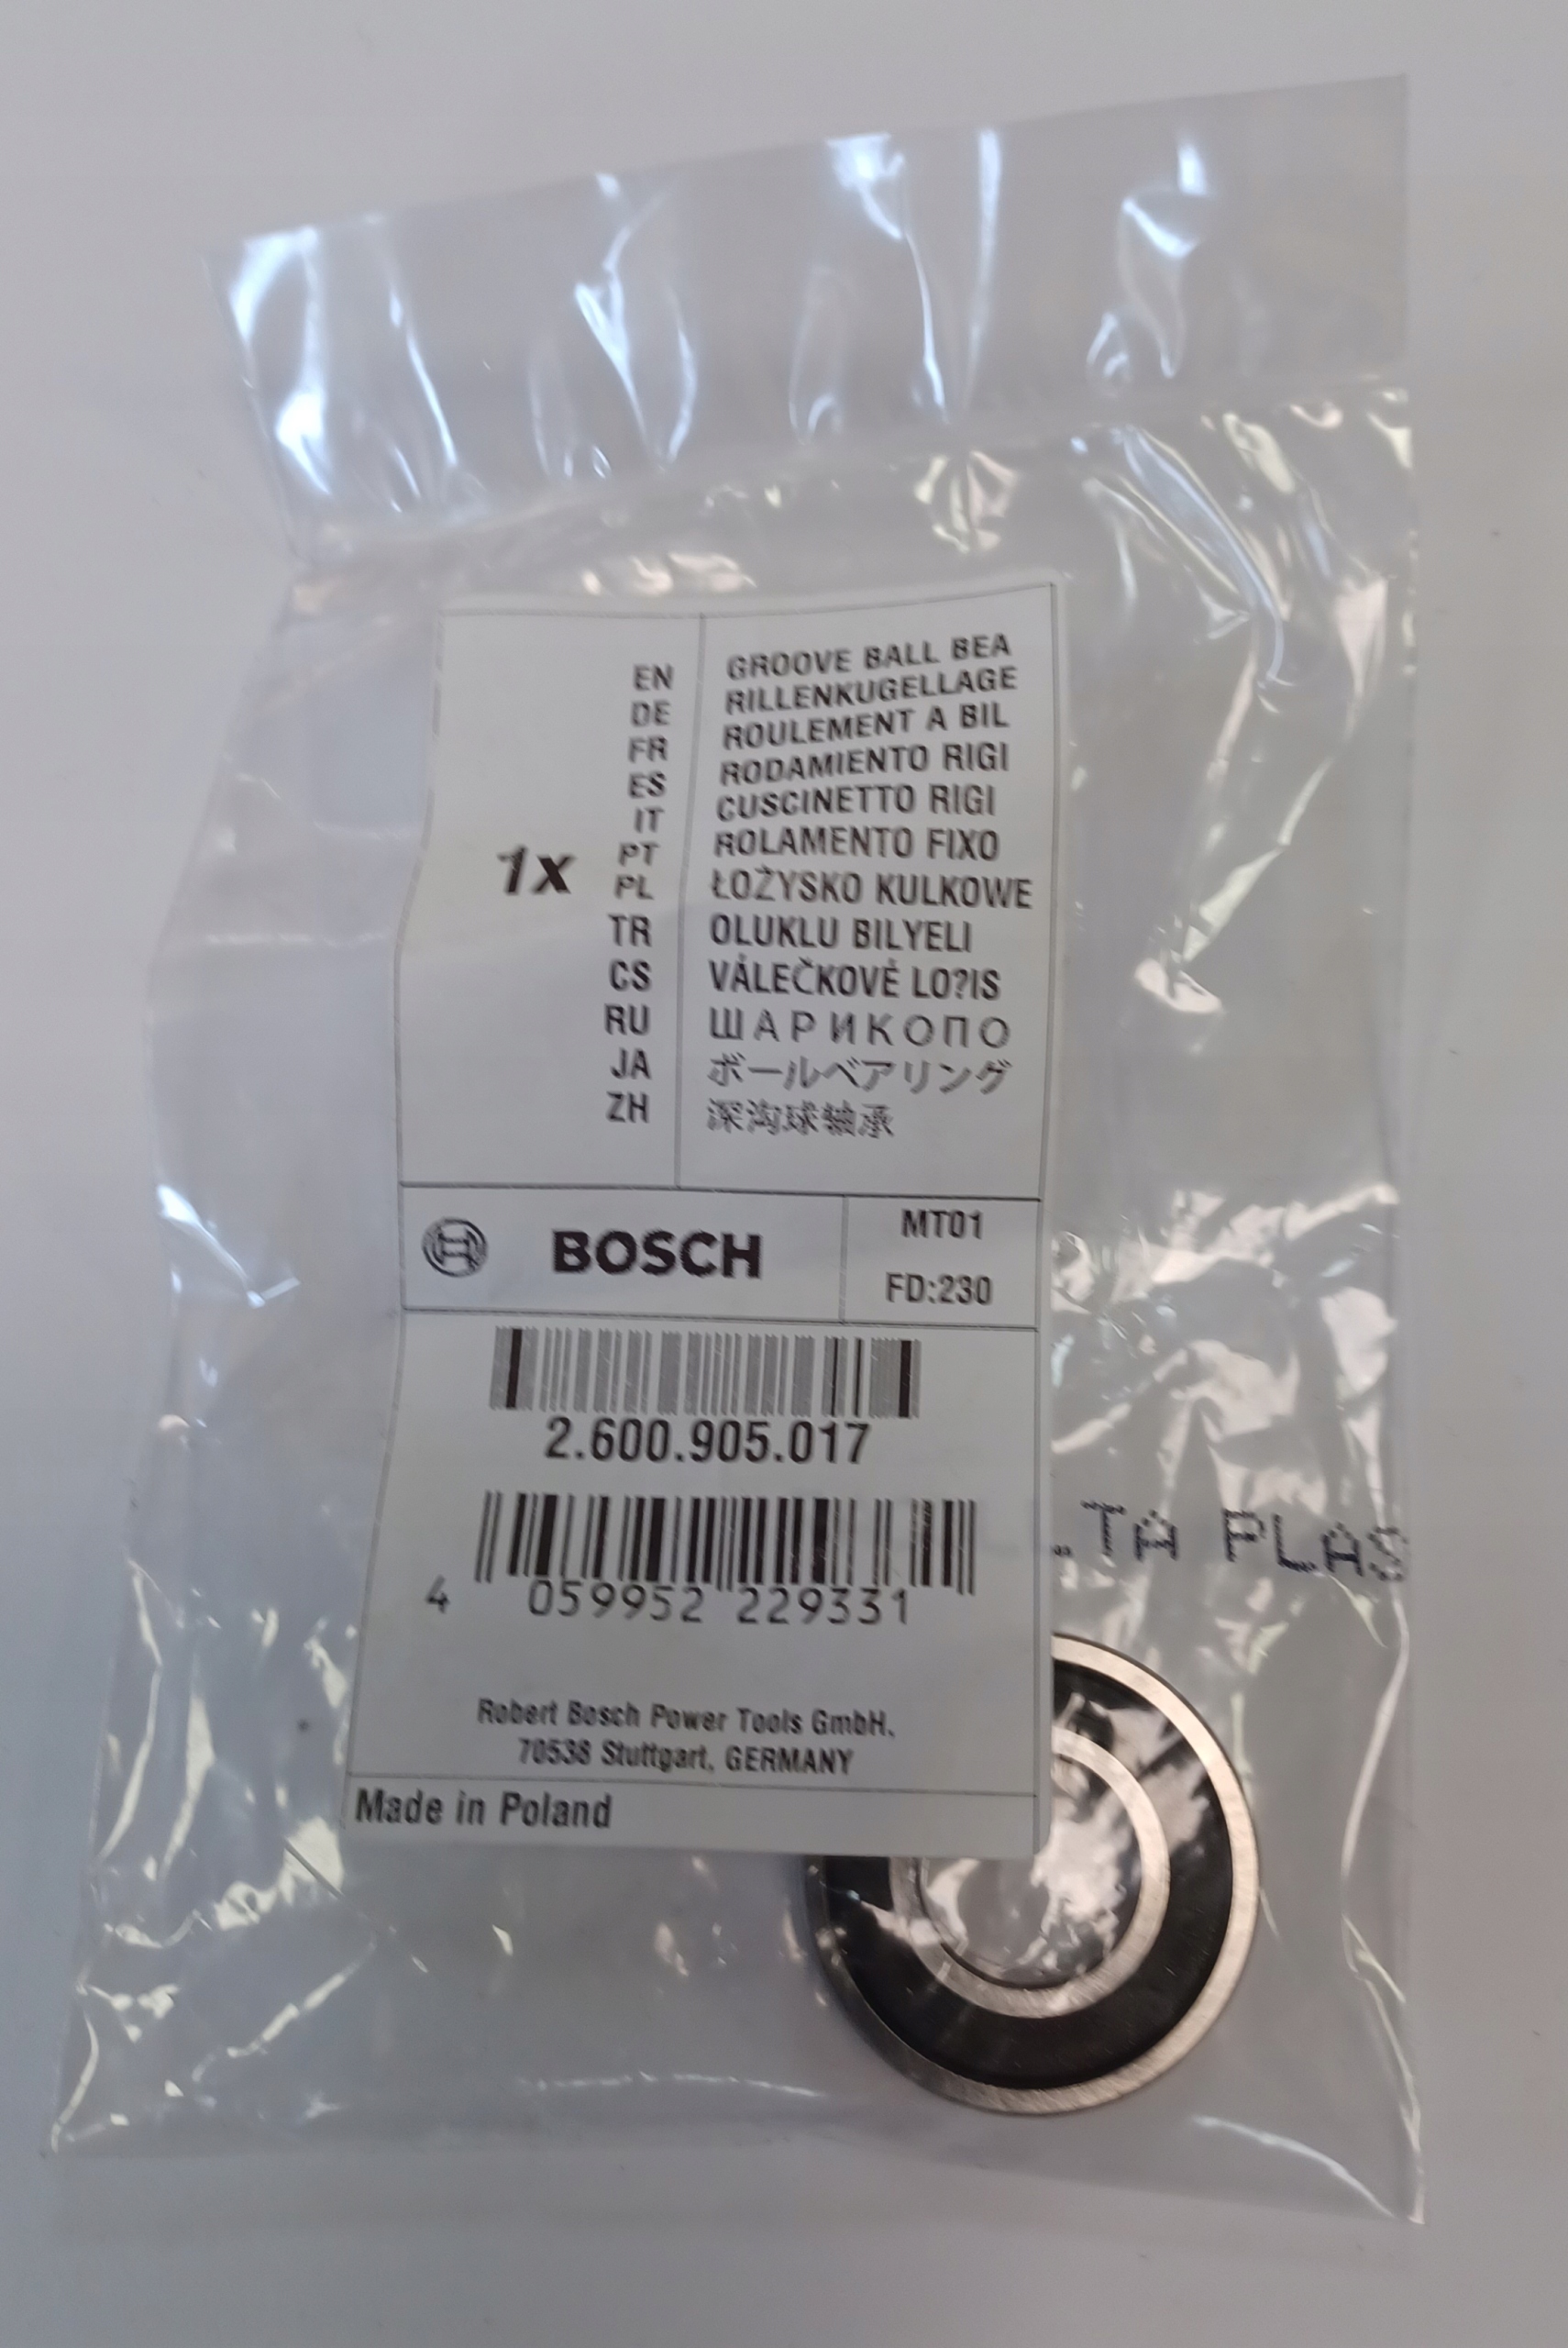 EN GROOVE BALL BEA
DE RILLENKUGELLAGE
FR ROULEMENT A BIL
ES RODAMIENTO RIGI
IT CUSCINETTO RIGI
1x
PT ROLAMENTO FIXO
PL ŁOŻYSKO KULKOWE
TR OLUKLU BILYELI
CS VÁLEČKOVÉ LO?IS
RU ШАРИКОПО
JA ボールベアリング
ZH 深沟球轴承
BOSCH
MT01
FD:230
2.600.905.017
4 059952 229331
TA PLAS
Robert Bosch Power Tools GmbH,
70538 Stuttgart, GERMANY
Made in Poland